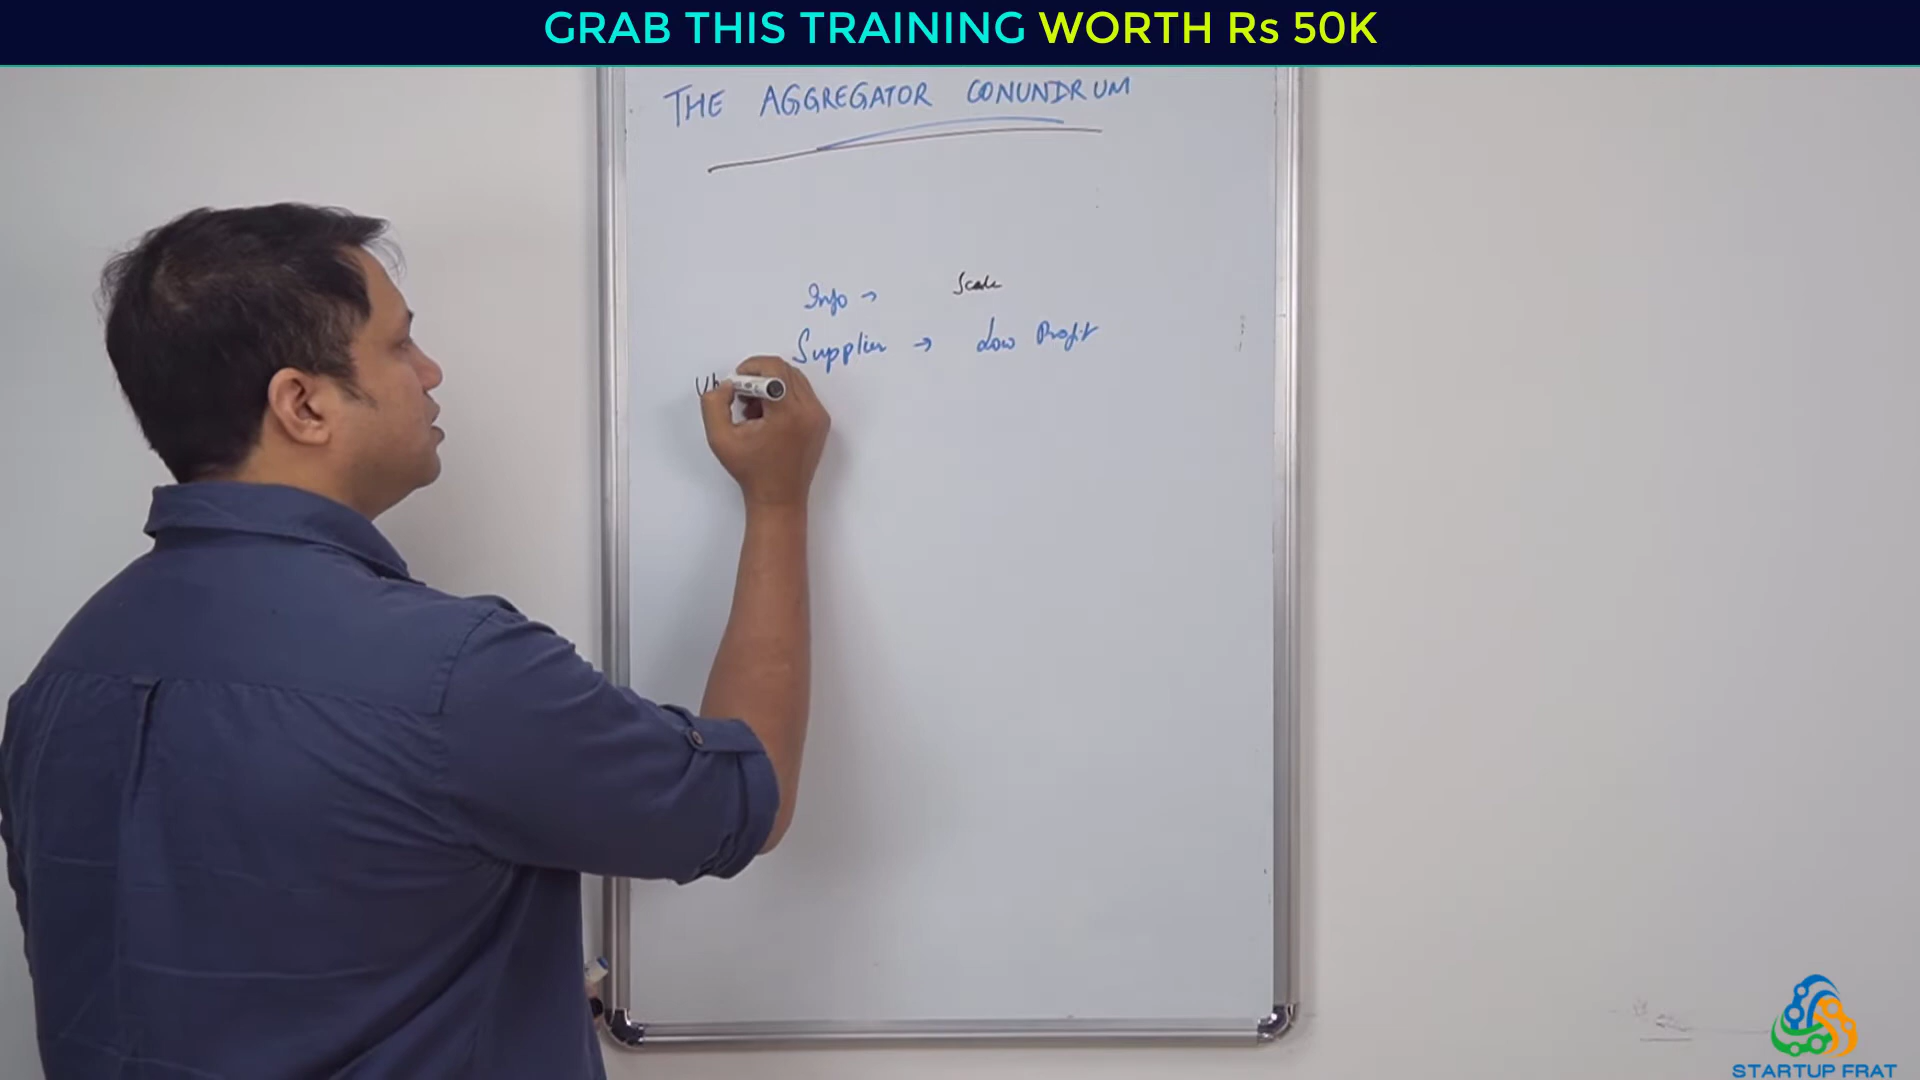 GRAB THIS TRAINING WORTH Rs 50K
THE AGGREGATOR CONUNDRUM
Info → Scale
Supplier → Low Profit
STARTUP FRAT